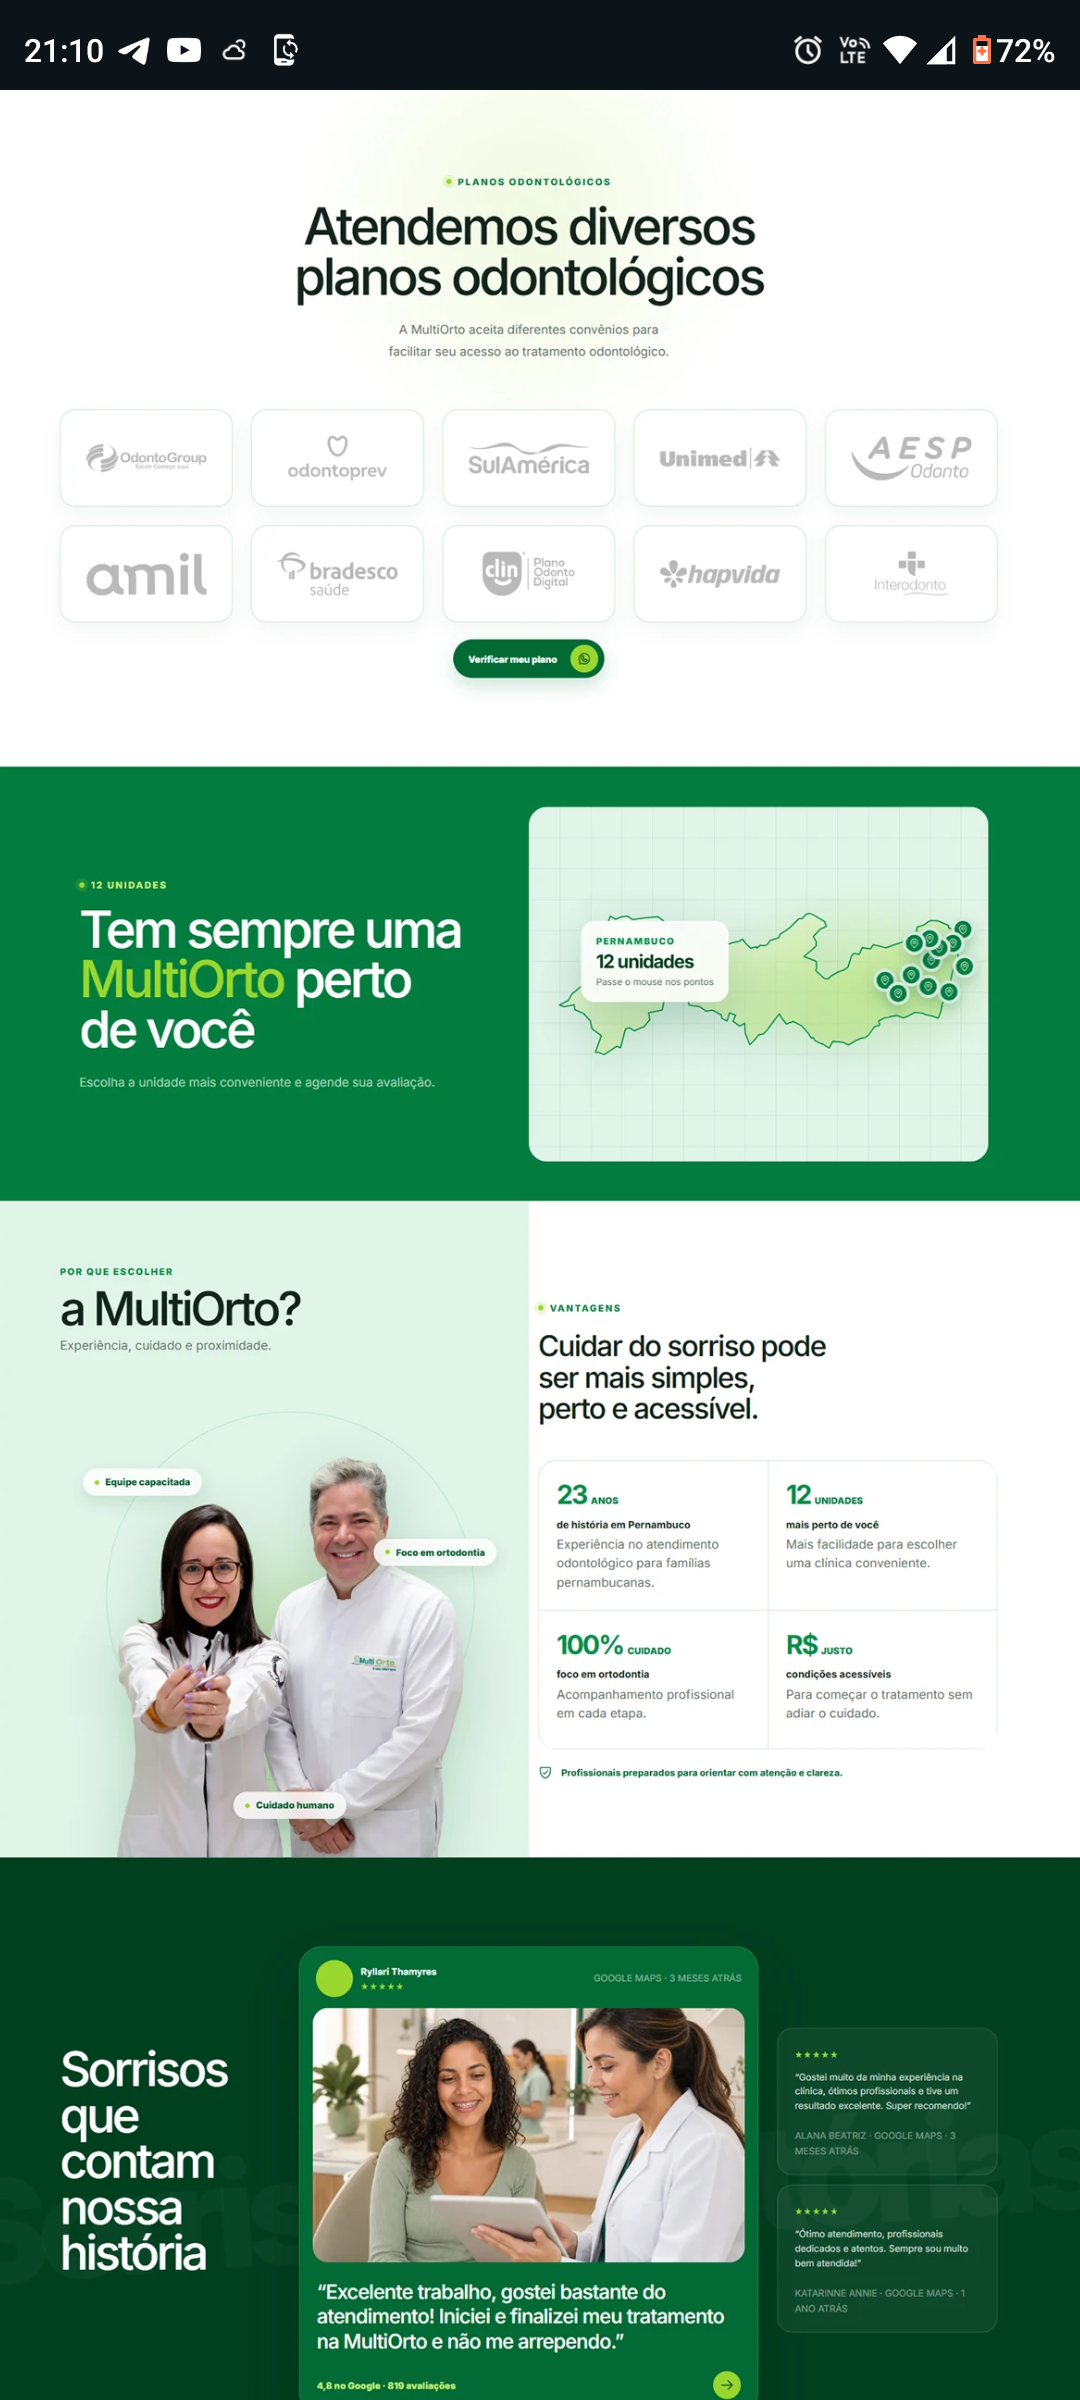 21:10
Vo
LTE
72%
PLANOS ODONTOLÓGICOS
Atendemos diversos
planos odontológicos
A MultiOrto aceita diferentes convênios para
facilitar seu acesso ao tratamento odontológico.
OdontoGroup
Saúde Começa aqui
odontoprev
SulAmérica
Unimed
AESP
Odonto
amil
bradesco
saúde
clin
Plano
Odonto
Digital
hapvida
Interodonto
Verificar meu plano
12 UNIDADES
Tem sempre uma
MultiOrto perto
de você
Escolha a unidade mais conveniente e agende sua avaliação.
PERNAMBUCO
12 unidades
Passe o mouse nos pontos
POR QUE ESCOLHER
a MultiOrto?
Experiência, cuidado e proximidade.
Equipe capacitada
Foco em ortodontia
Multi Orto
Cuidado humano
VANTAGENS
Cuidar do sorriso pode
ser mais simples,
perto e acessível.
23 ANOS
de história em Pernambuco
Experiência no atendimento
odontológico para famílias
pernambucanas.
12 UNIDADES
mais perto de você
Mais facilidade para escolher
uma clínica conveniente.
100% CUIDADO
foco em ortodontia
Acompanhamento profissional
em cada etapa.
R$ JUSTO
condições acessíveis
Para começar o tratamento sem
adiar o cuidado.
Profissionais preparados para orientar com atenção e clareza.
Sorrisos
que
contam
nossa
história
Ryllari Thamyres
★★★★★
GOOGLE MAPS · 3 MESES ATRÁS
“Excelente trabalho, gostei bastante do
atendimento! Iniciei e finalizei meu tratamento
na MultiOrto e não me arrependo.”
4,8 no Google · 819 avaliações
★★★★★
“Gostei muito da minha experiência na
clínica, ótimos profissionais e tive um
resultado excelente. Super recomendo!”
ALANA BEATRIZ · GOOGLE MAPS · 3
MESES ATRÁS
★★★★★
“Ótimo atendimento, profissionais
dedicados e atentos. Sempre sou muito
bem atendida!”
KATARINNE ANNIE · GOOGLE MAPS · 1
ANO ATRÁS